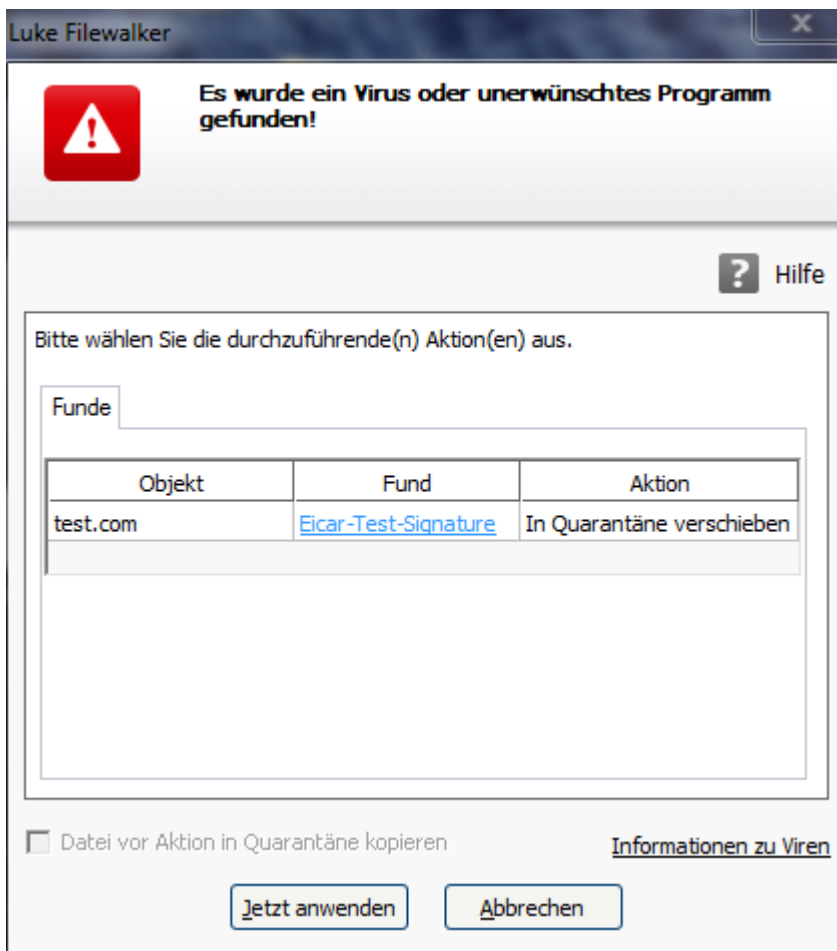 Luke Filewalker
Es wurde ein Virus oder unerwünschtes Programm
gefunden!
Hilfe
Bitte wählen Sie die durchzuführende(n) Aktion(en) aus.
Funde
Objekt Fund Aktion
test.com Eicar-Test-Signature In Quarantäne verschieben
Datei vor Aktion in Quarantäne kopieren Informationen zu Viren
Jetzt anwenden Abbrechen